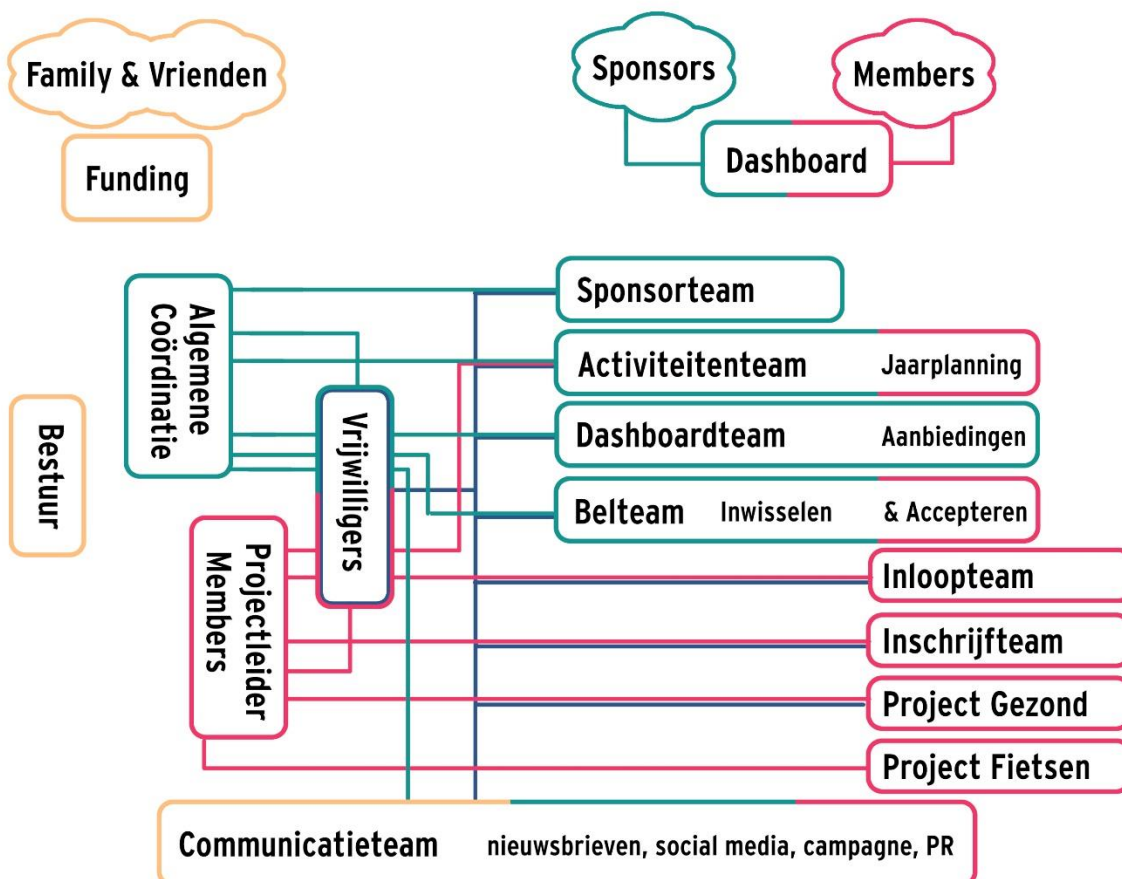 Family & Vrienden
Sponsors
Members
Funding
Dashboard
Algemene
Coördinatie
Sponsorteam
Activiteitenteam Jaarplanning
Vrijwilligers
Dashboardteam Aanbiedingen
Bestuur
Belteam Inwisselen & Accepteren
Projectleider
Members
Inloopteam
Inschrijfteam
Project Gezond
Project Fietsen
Communicatieteam nieuwsbrieven, social media, campagne, PR